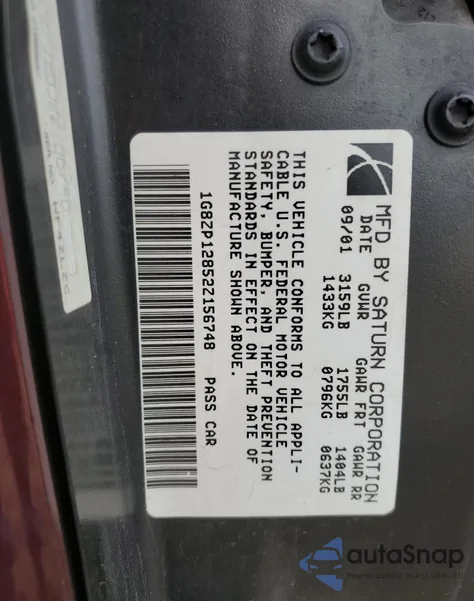 MFD BY SATURN CORPORATION
DATE GVWR GAWR FRT GAWR RR
09/01 3159LB 1755LB 1404LB
1433KG 0796KG 0637KG
THIS VEHICLE CONFORMS TO ALL APPLI-
CABLE U.S. FEDERAL MOTOR VEHICLE
SAFETY, BUMPER, AND THEFT PREVENTION
STANDARDS IN EFFECT ON THE DATE OF
MANUFACTURE SHOWN ABOVE.
1G8ZP12852Z156748 PASS CAR
autoSnap